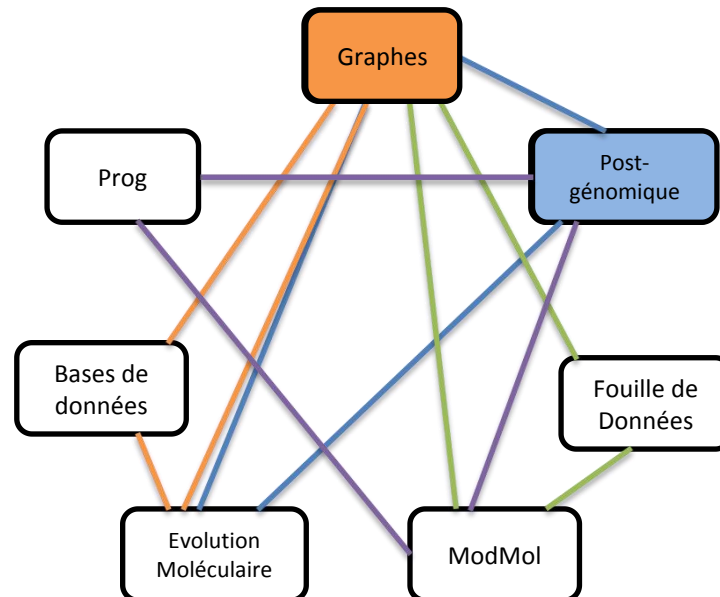 Graphes
Prog
Post-
génomique
Bases de
données
Fouille de
Données
Evolution
Moléculaire
ModMol